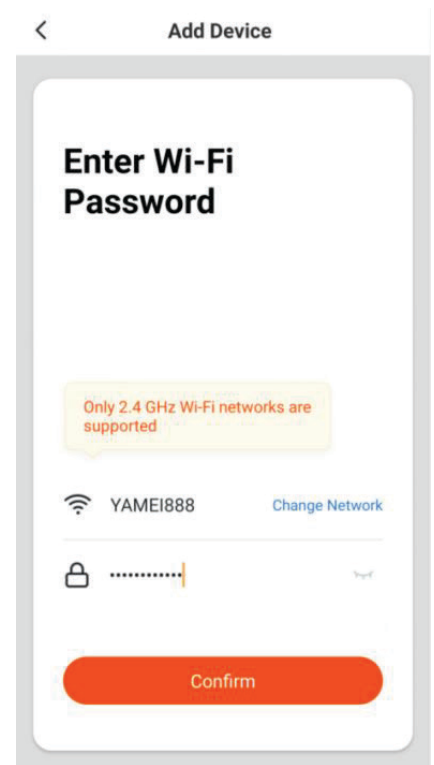 Add Device
Enter Wi-Fi
Password
Only 2.4 GHz Wi-Fi networks are
supported
YAMEI888 Change Network
••••••••••••
Confirm